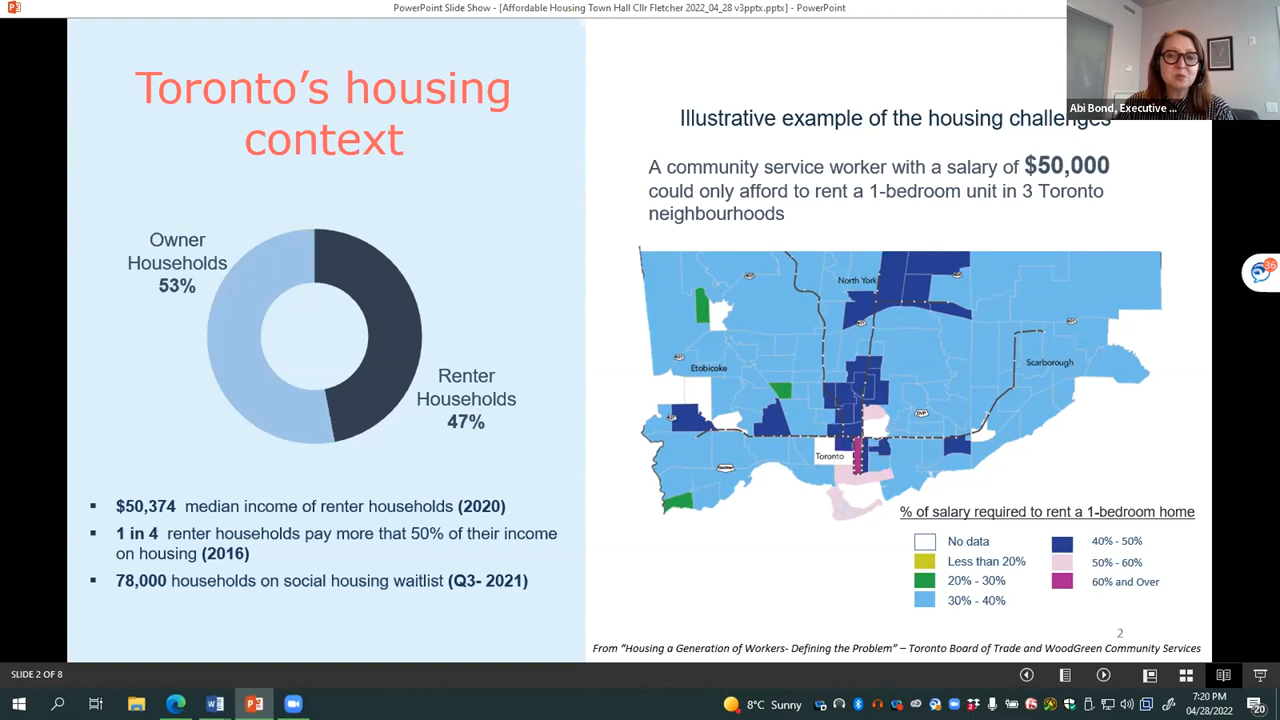 PowerPoint Slide Show - [Affordable Housing Town Hall Cllr Fletcher 2022_04_28 v3pptx.pptx] - PowerPoint
Abi Bond, Executive ...
Toronto's housing
context
Owner
Households
53%
Renter
Households
47%
▪ $50,374 median income of renter households (2020)
▪ 1 in 4 renter households pay more that 50% of their income
on housing (2016)
▪ 78,000 households on social housing waitlist (Q3- 2021)
Illustrative example of the housing challenges
A community service worker with a salary of $50,000
could only afford to rent a 1-bedroom unit in 3 Toronto
neighbourhoods
North York
Etobicoke
Scarborough
Toronto
% of salary required to rent a 1-bedroom home
No data
Less than 20%
20% - 30%
30% - 40%
40% - 50%
50% - 60%
60% and Over
2
From "Housing a Generation of Workers- Defining the Problem" – Toronto Board of Trade and WoodGreen Community Services
36
SLIDE 2 OF 8
8°C Sunny
7:20 PM
04/28/2022
20